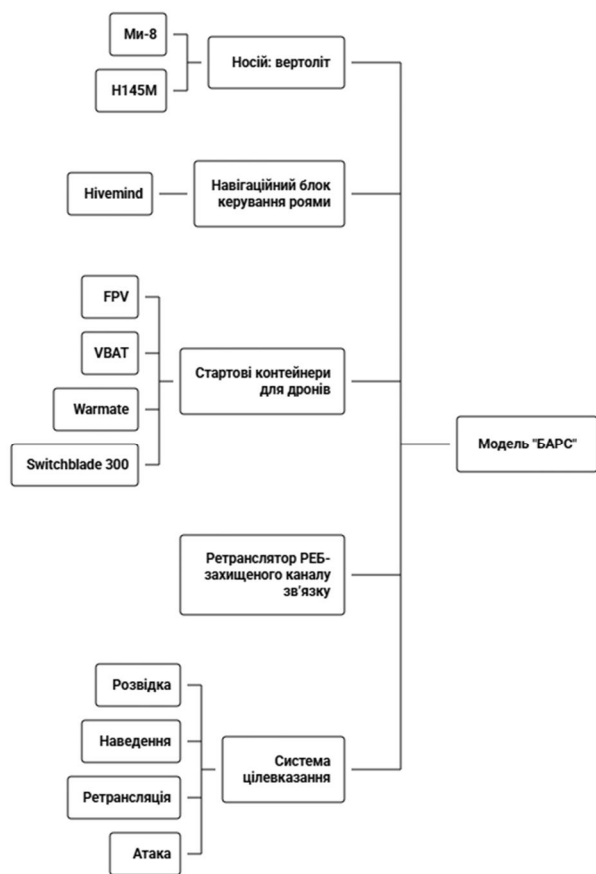 Ми-8
H145M
Носій: вертоліт
Hivemind
Навігаційний блок
керування роями
FPV
VBAT
Warmate
Switchblade 300
Стартові контейнери
для дронів
Модель "БАРС"
Ретранслятор РЕБ-
захищеного каналу
зв'язку
Розвідка
Наведення
Ретрансляція
Атака
Система
цілевказання